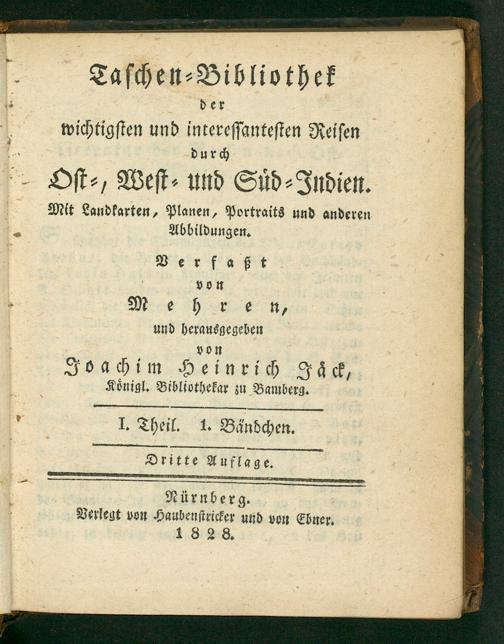 Taschen-Bibliothek
der
wichtigsten und interessantesten Reisen
durch
Ost-, West- und Süd-Indien.
Mit Landkarten, Planen, Portraits und anderen
Abbildungen.
Verfaßt
von
Mehren,
und herausgegeben
von
Joachim Heinrich Jäck,
Königl. Bibliothekar zu Bamberg.
I. Theil. 1. Bändchen.
Dritte Auflage.
Nürnberg.
Verlegt von Haubenstricker und von Ebner.
1828.